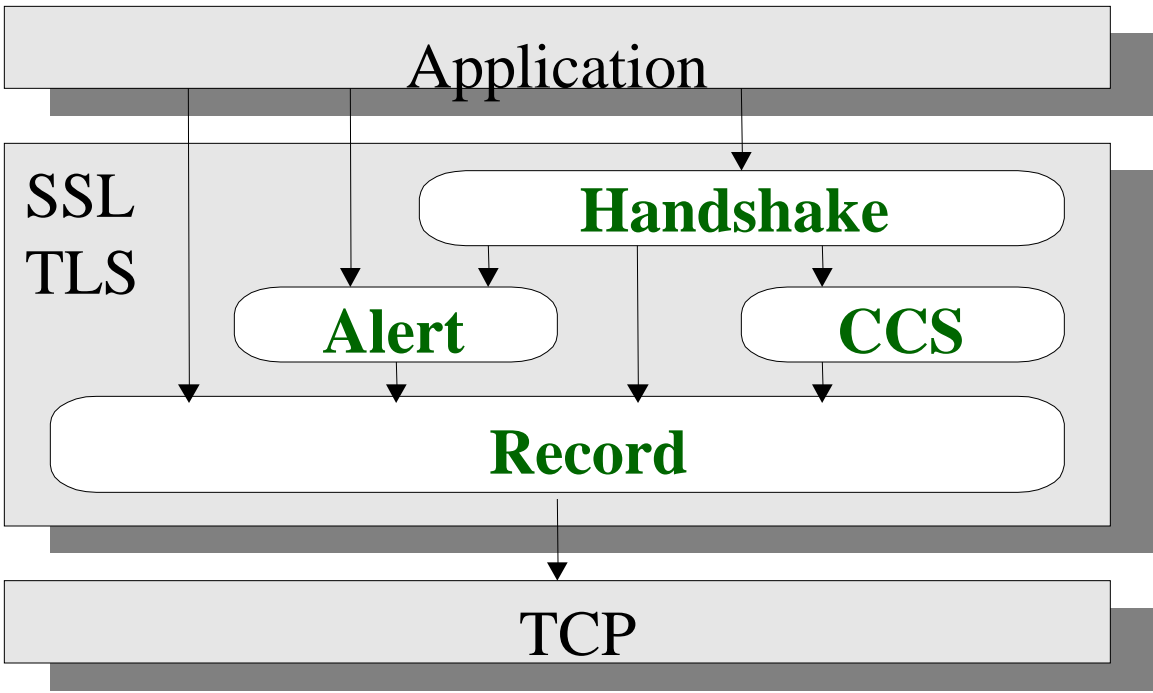 Application
SSL
TLS
Handshake
Alert
CCS
Record
TCP